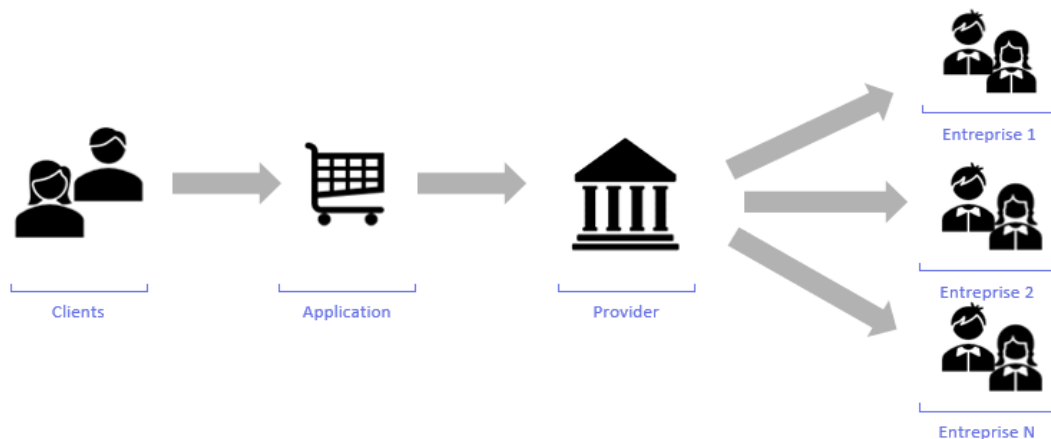 Clients
Application
Provider
Entreprise 1
Entreprise 2
Entreprise N